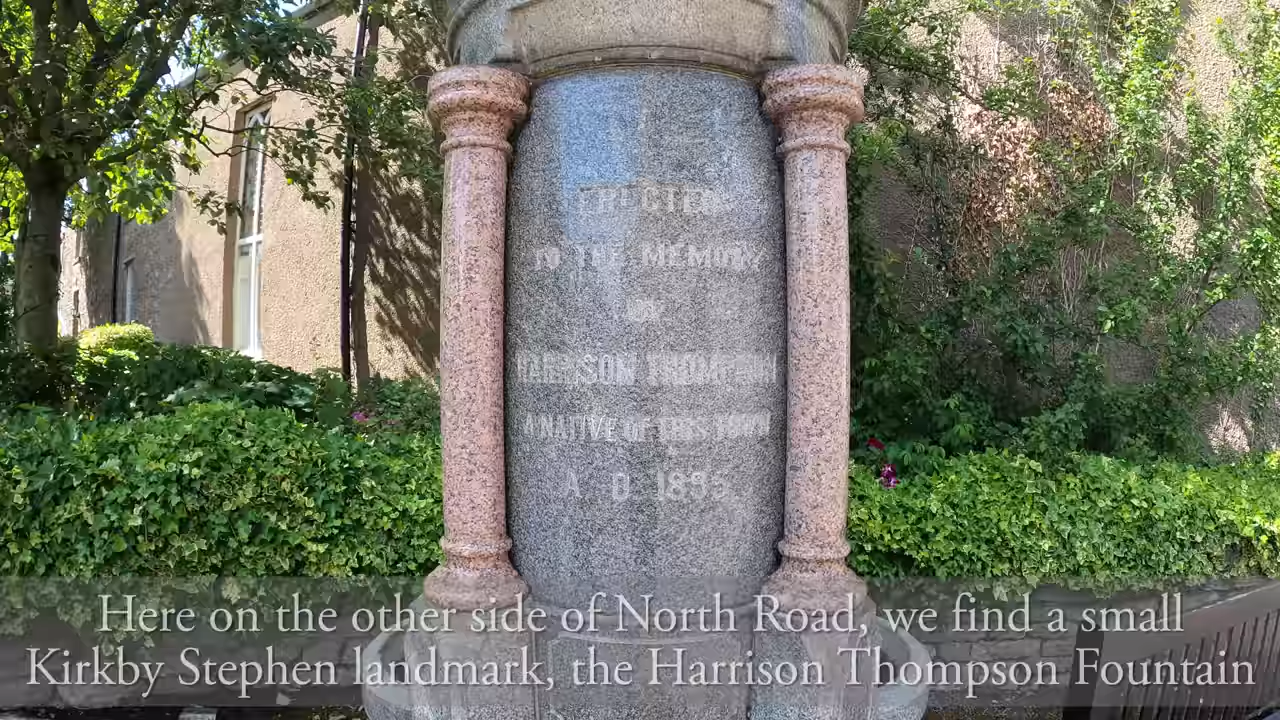 ERECTED
TO THE MEMORY
OF
HARRISON THOMPSON
A NATIVE OF THIS TOWN
A D 1895
Here on the other side of North Road, we find a small
Kirkby Stephen landmark, the Harrison Thompson Fountain